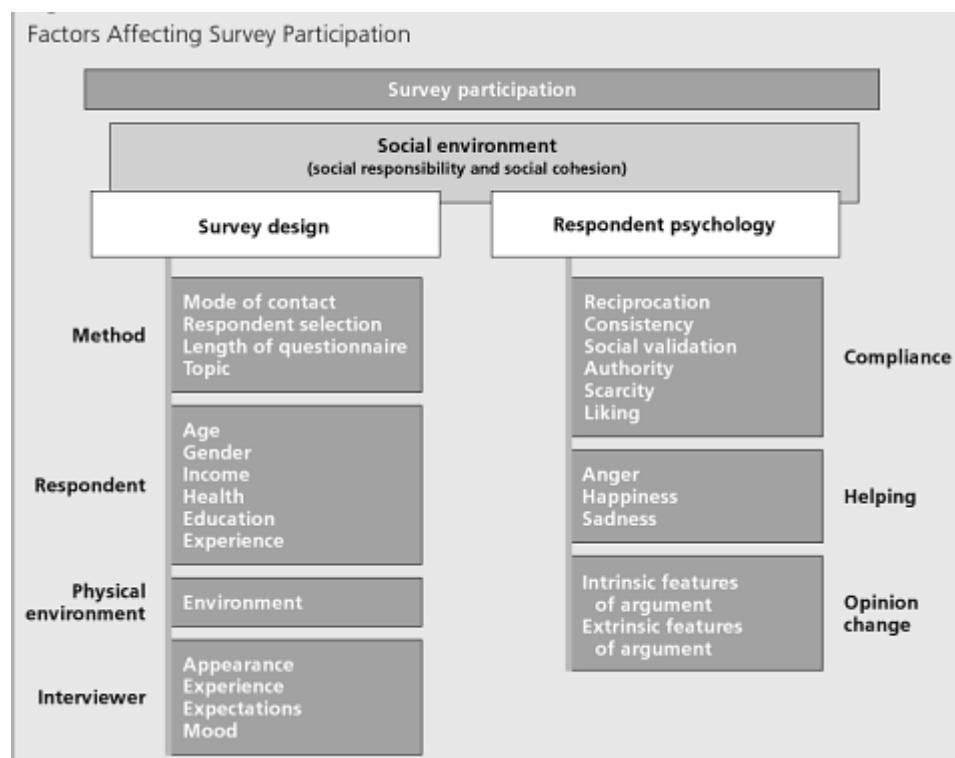 Factors Affecting Survey Participation
Survey participation
Social environment
(social responsibility and social cohesion)
Survey design
Method
Mode of contact
Respondent selection
Length of questionnaire
Topic
Respondent
Age
Gender
Income
Health
Education
Experience
Physical
environment
Environment
Interviewer
Appearance
Experience
Expectations
Mood
Respondent psychology
Reciprocation
Consistency
Social validation
Authority
Scarcity
Liking
Compliance
Anger
Happiness
Sadness
Helping
Intrinsic features
of argument
Extrinsic features
of argument
Opinion
change